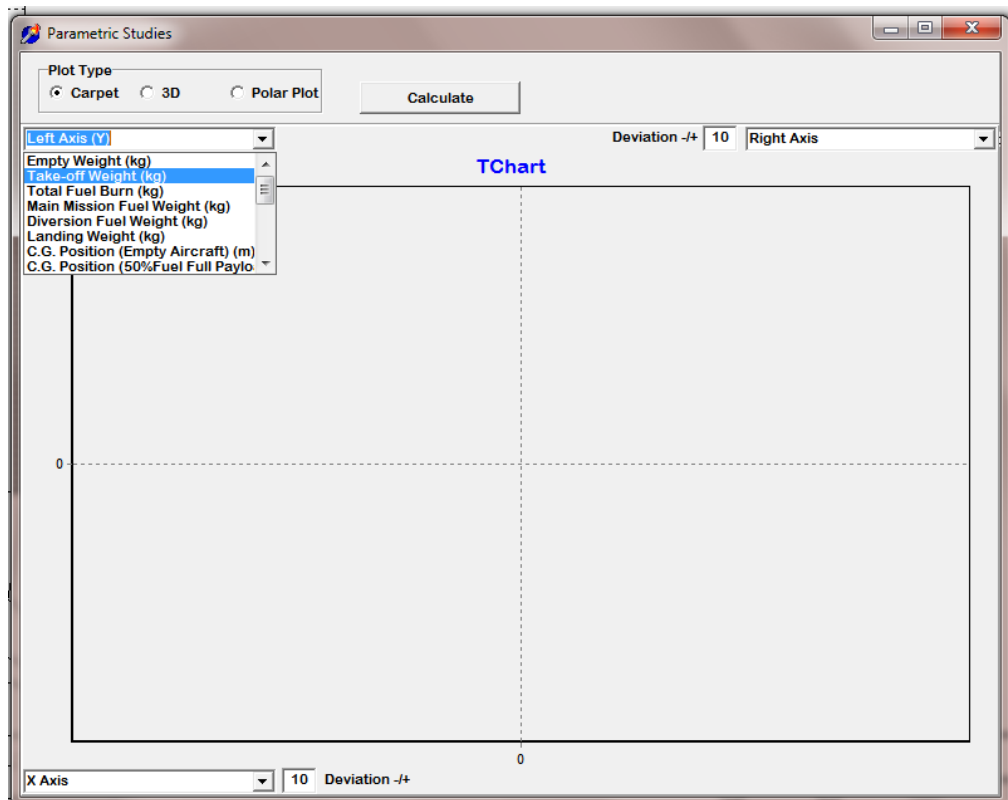 Parametric Studies
Plot Type
Carpet 3D Polar Plot
Calculate
Left Axis (Y)
Deviation -/+ 10 Right Axis
Empty Weight (kg)
Take-off Weight (kg)
Total Fuel Burn (kg)
Main Mission Fuel Weight (kg)
Diversion Fuel Weight (kg)
Landing Weight (kg)
C.G. Position (Empty Aircraft) (m)
C.G. Position (50%Fuel Full Paylo
TChart
0
0
X Axis 10 Deviation -/+